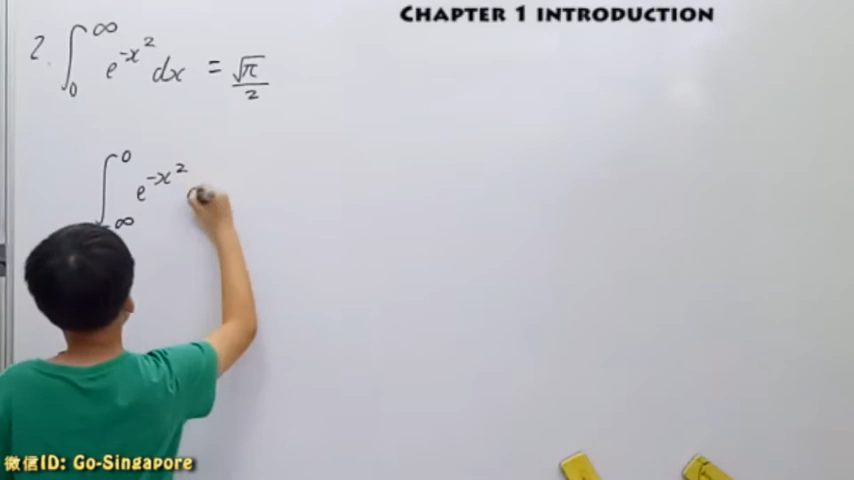 CHAPTER 1 INTRODUCTION
2. ∫₀^∞ e^{-x²} dx = √π/2
∫_{-∞}^0 e^{-x²}
微信ID: Go-Singapore